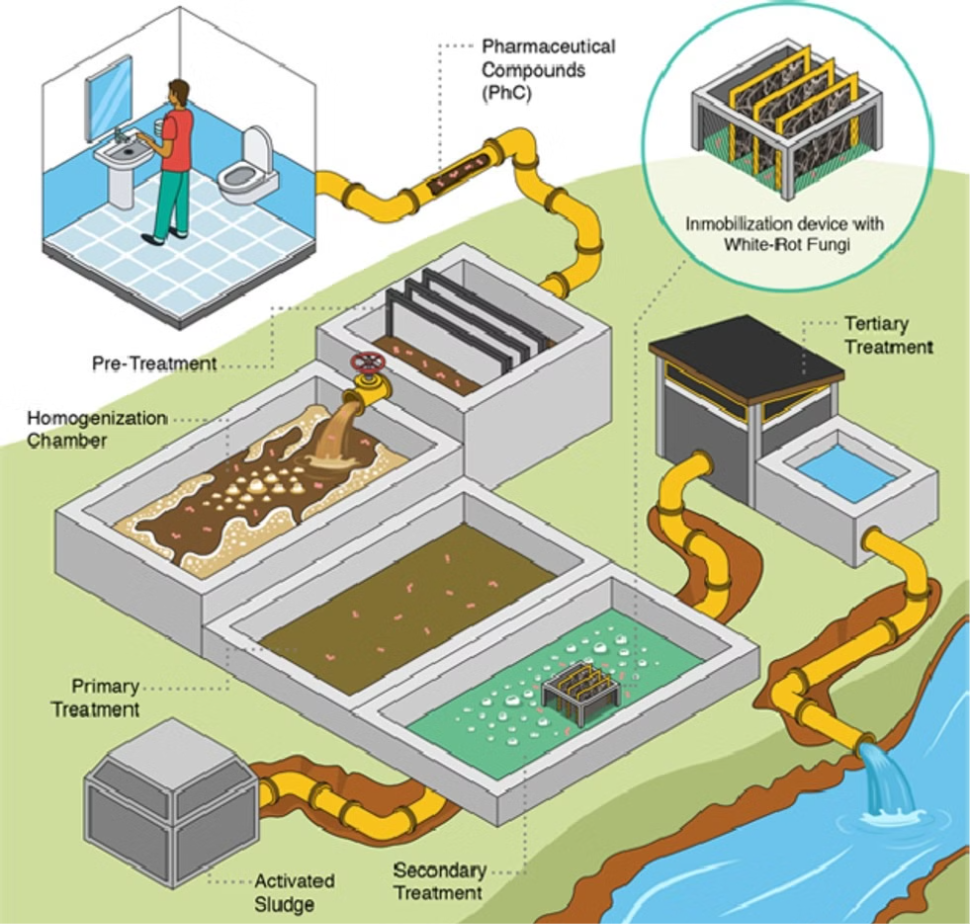 Pharmaceutical
Compounds
(PhC)
Inmobilization device with
White-Rot Fungi
Tertiary
Treatment
Pre-Treatment
Homogenization
Chamber
Primary
Treatment
Activated
Sludge
Secondary
Treatment